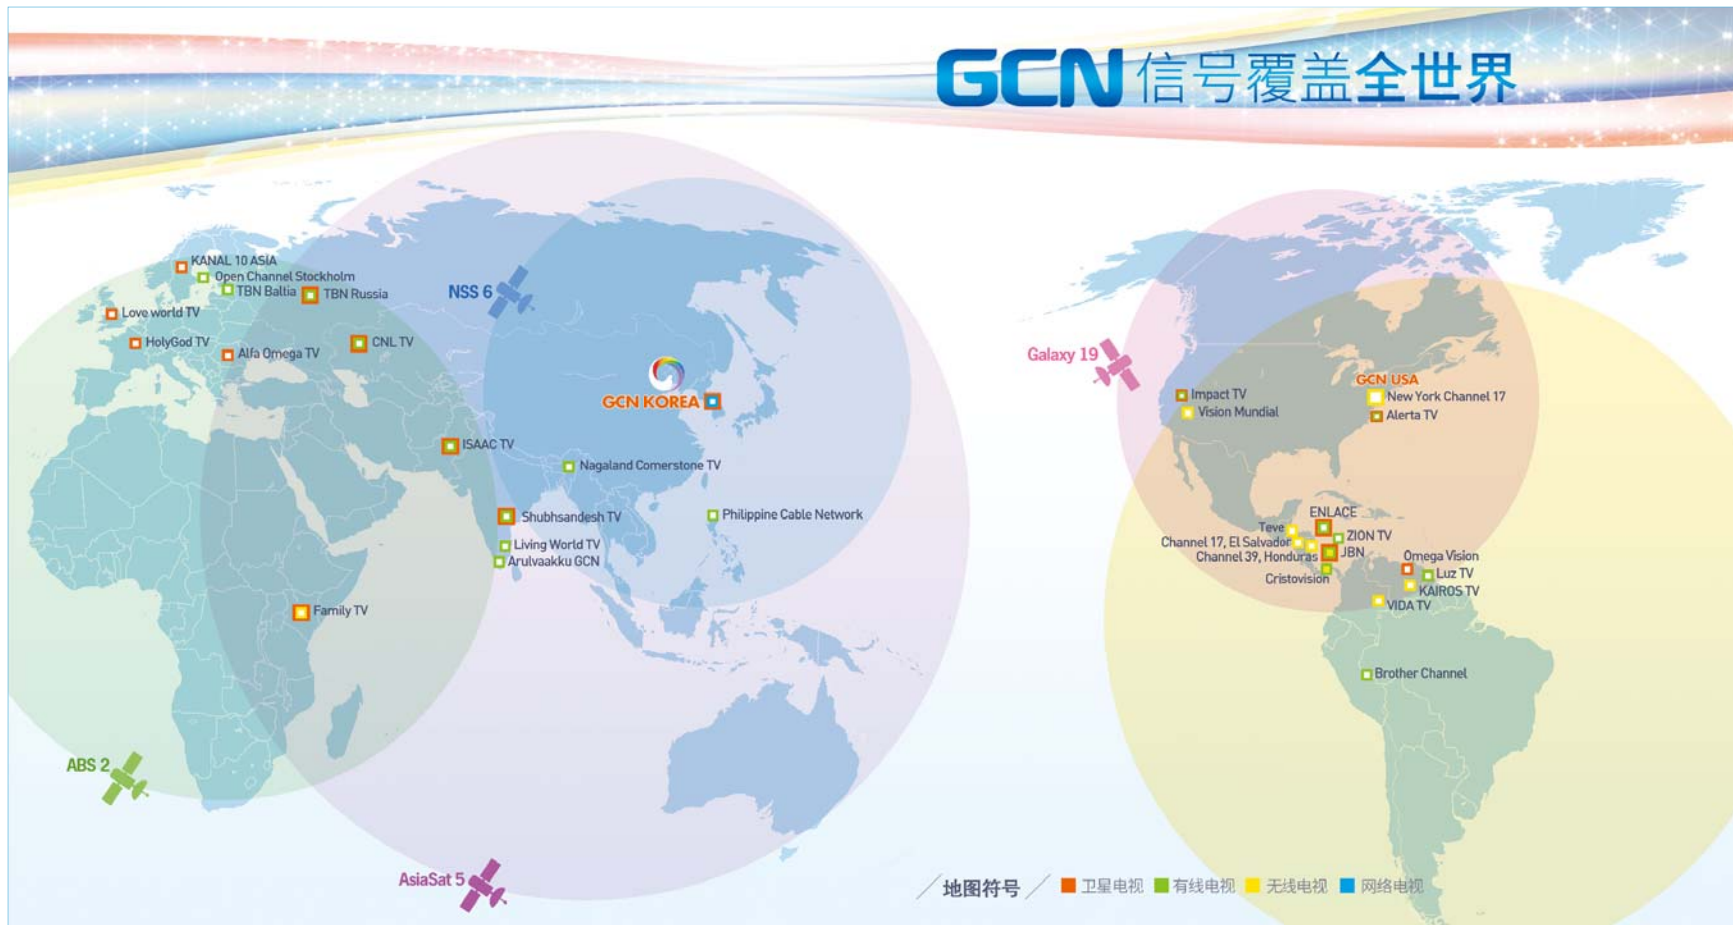 GCN 信号覆盖全世界
KANAL 10 ASIA
Open Channel Stockholm
TBN Baltia
TBN Russia
Love world TV
HolyGod TV
Alfa Omega TV
CNL TV
NSS 6
GCN KOREA
ISAAC TV
Nagaland Cornerstone TV
Shubhsandesh TV
Philippine Cable Network
Living World TV
Arulvaakku GCN
Family TV
ABS 2
AsiaSat 5
Galaxy 19
GCN USA
Impact TV
New York Channel 17
Vision Mundial
Alerta TV
ENLACE
Teve
ZION TV
Channel 17, El Salvador
JBN
Channel 39, Honduras
Omega Vision
Cristovision
Luz TV
KAIROS TV
VIDA TV
Brother Channel
地图符号 卫星电视 有线电视 无线电视 网络电视